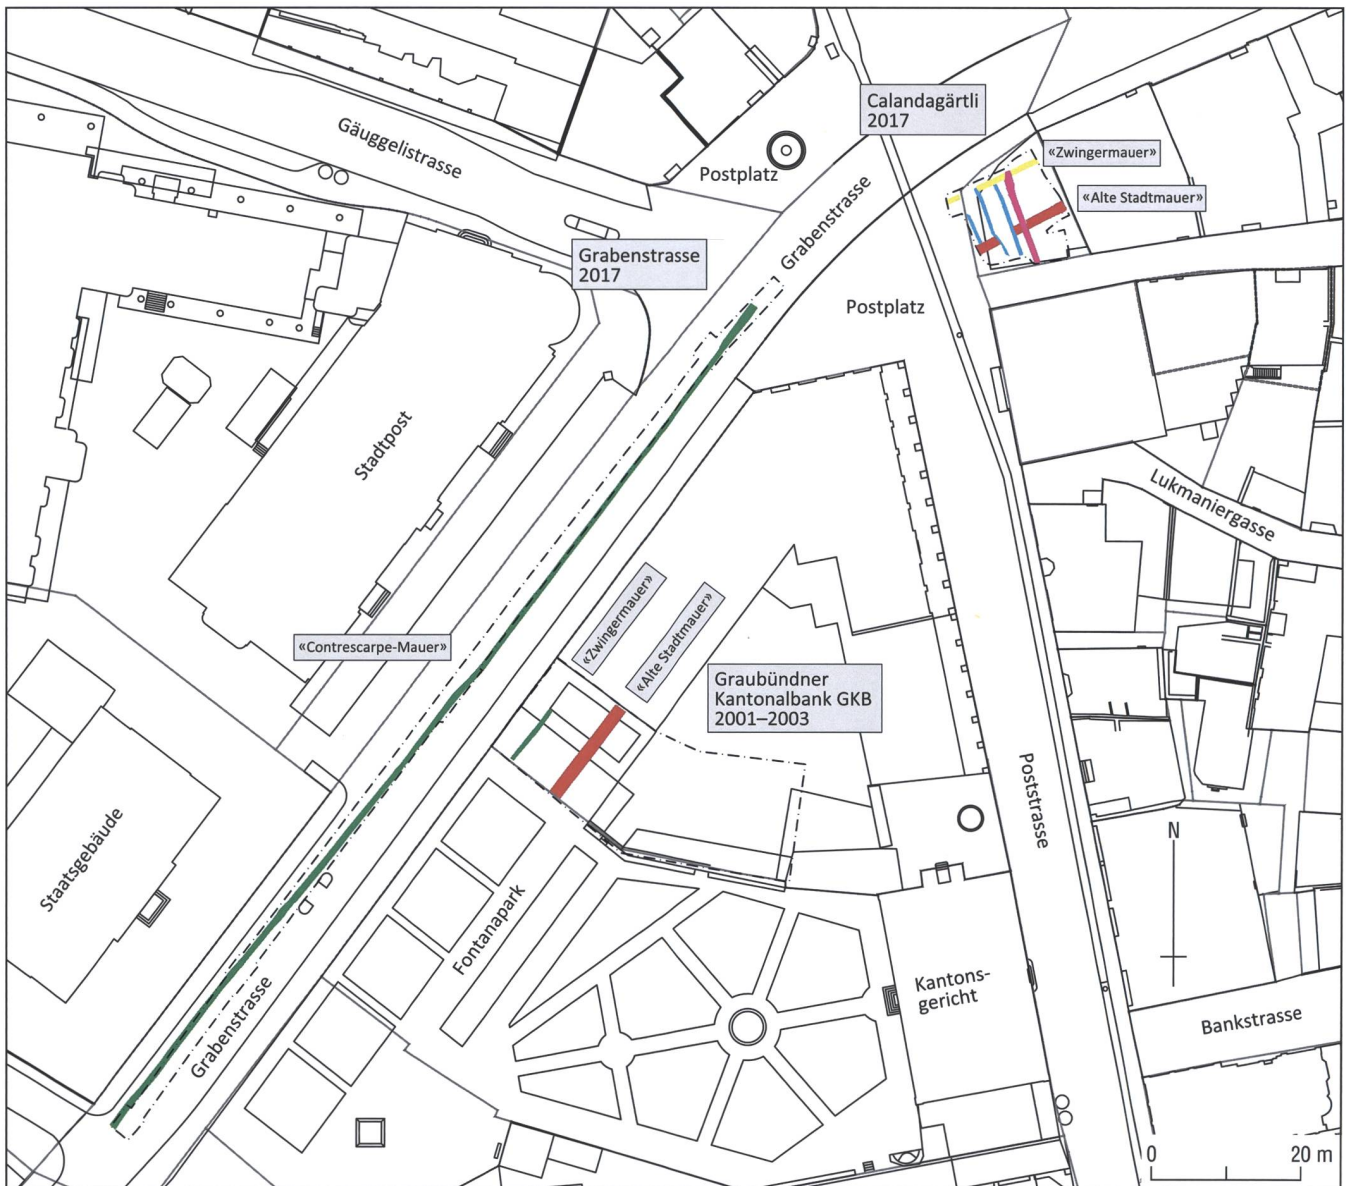 Calandagärtli
2017
Gäuggelistrasse
«Zwingermauer»
Postplatz
«Alte Stadtmauer»
Grabenstrasse
Grabenstrasse
2017
Postplatz
Stadtpost
Lukmaniergasse
«Zwingermauer»
«Alte Stadtmauer»
«Contrescarpe-Mauer»
Graubündner
Kantonalbank GKB
2001–2003
Poststrasse
N
Staatsgebäude
Fontanapark
Kantons-
gericht
Grabenstrasse
Bankstrasse
0 20 m